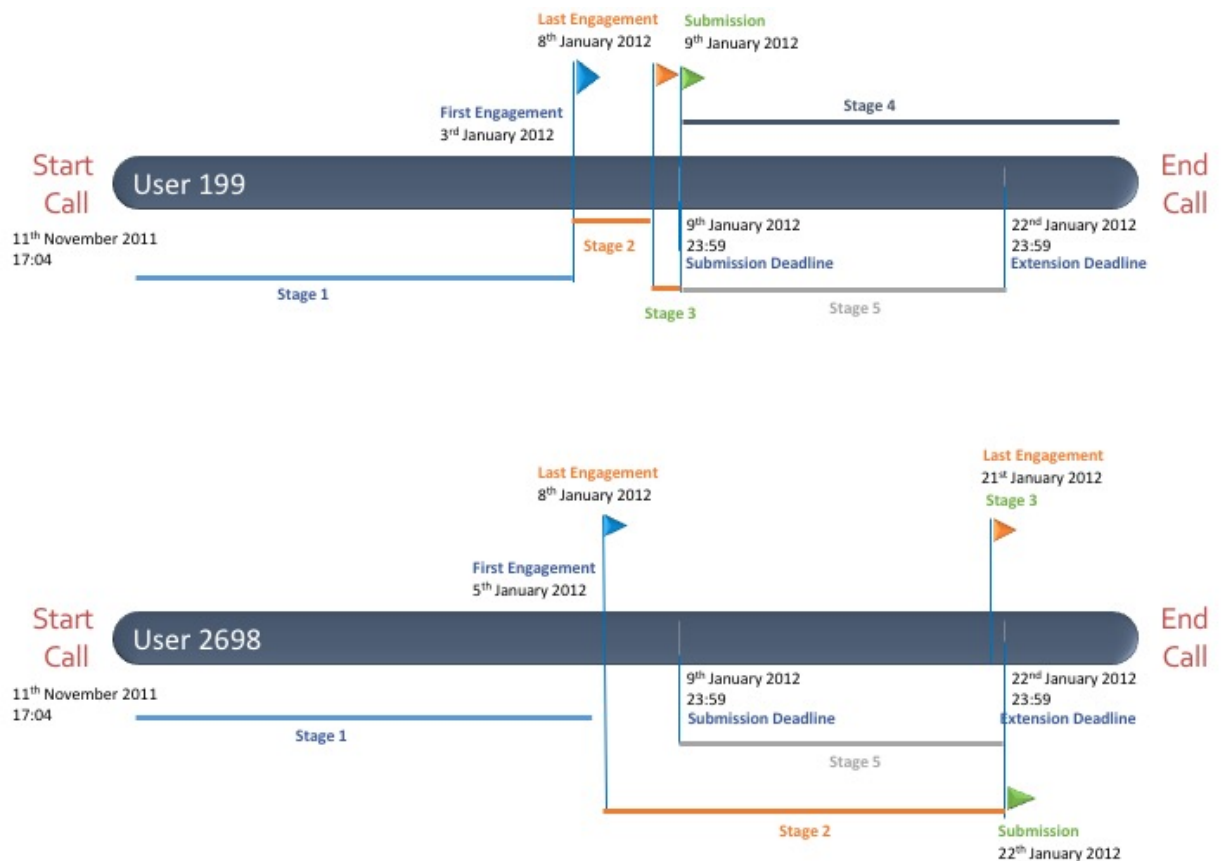 Last Engagement
8th January 2012
Submission
9th January 2012
First Engagement
3rd January 2012
Stage 4
Start
Call
User 199
End
Call
11th November 2011
17:04
Stage 2
9th January 2012
23:59
Submission Deadline
22nd January 2012
23:59
Extension Deadline
Stage 1
Stage 5
Stage 3
Last Engagement
8th January 2012
Last Engagement
21st January 2012
Stage 3
First Engagement
5th January 2012
Start
Call
User 2698
End
Call
11th November 2011
17:04
9th January 2012
23:59
Submission Deadline
22nd January 2012
23:59
Extension Deadline
Stage 1
Stage 5
Stage 2
Submission
22th January 2012